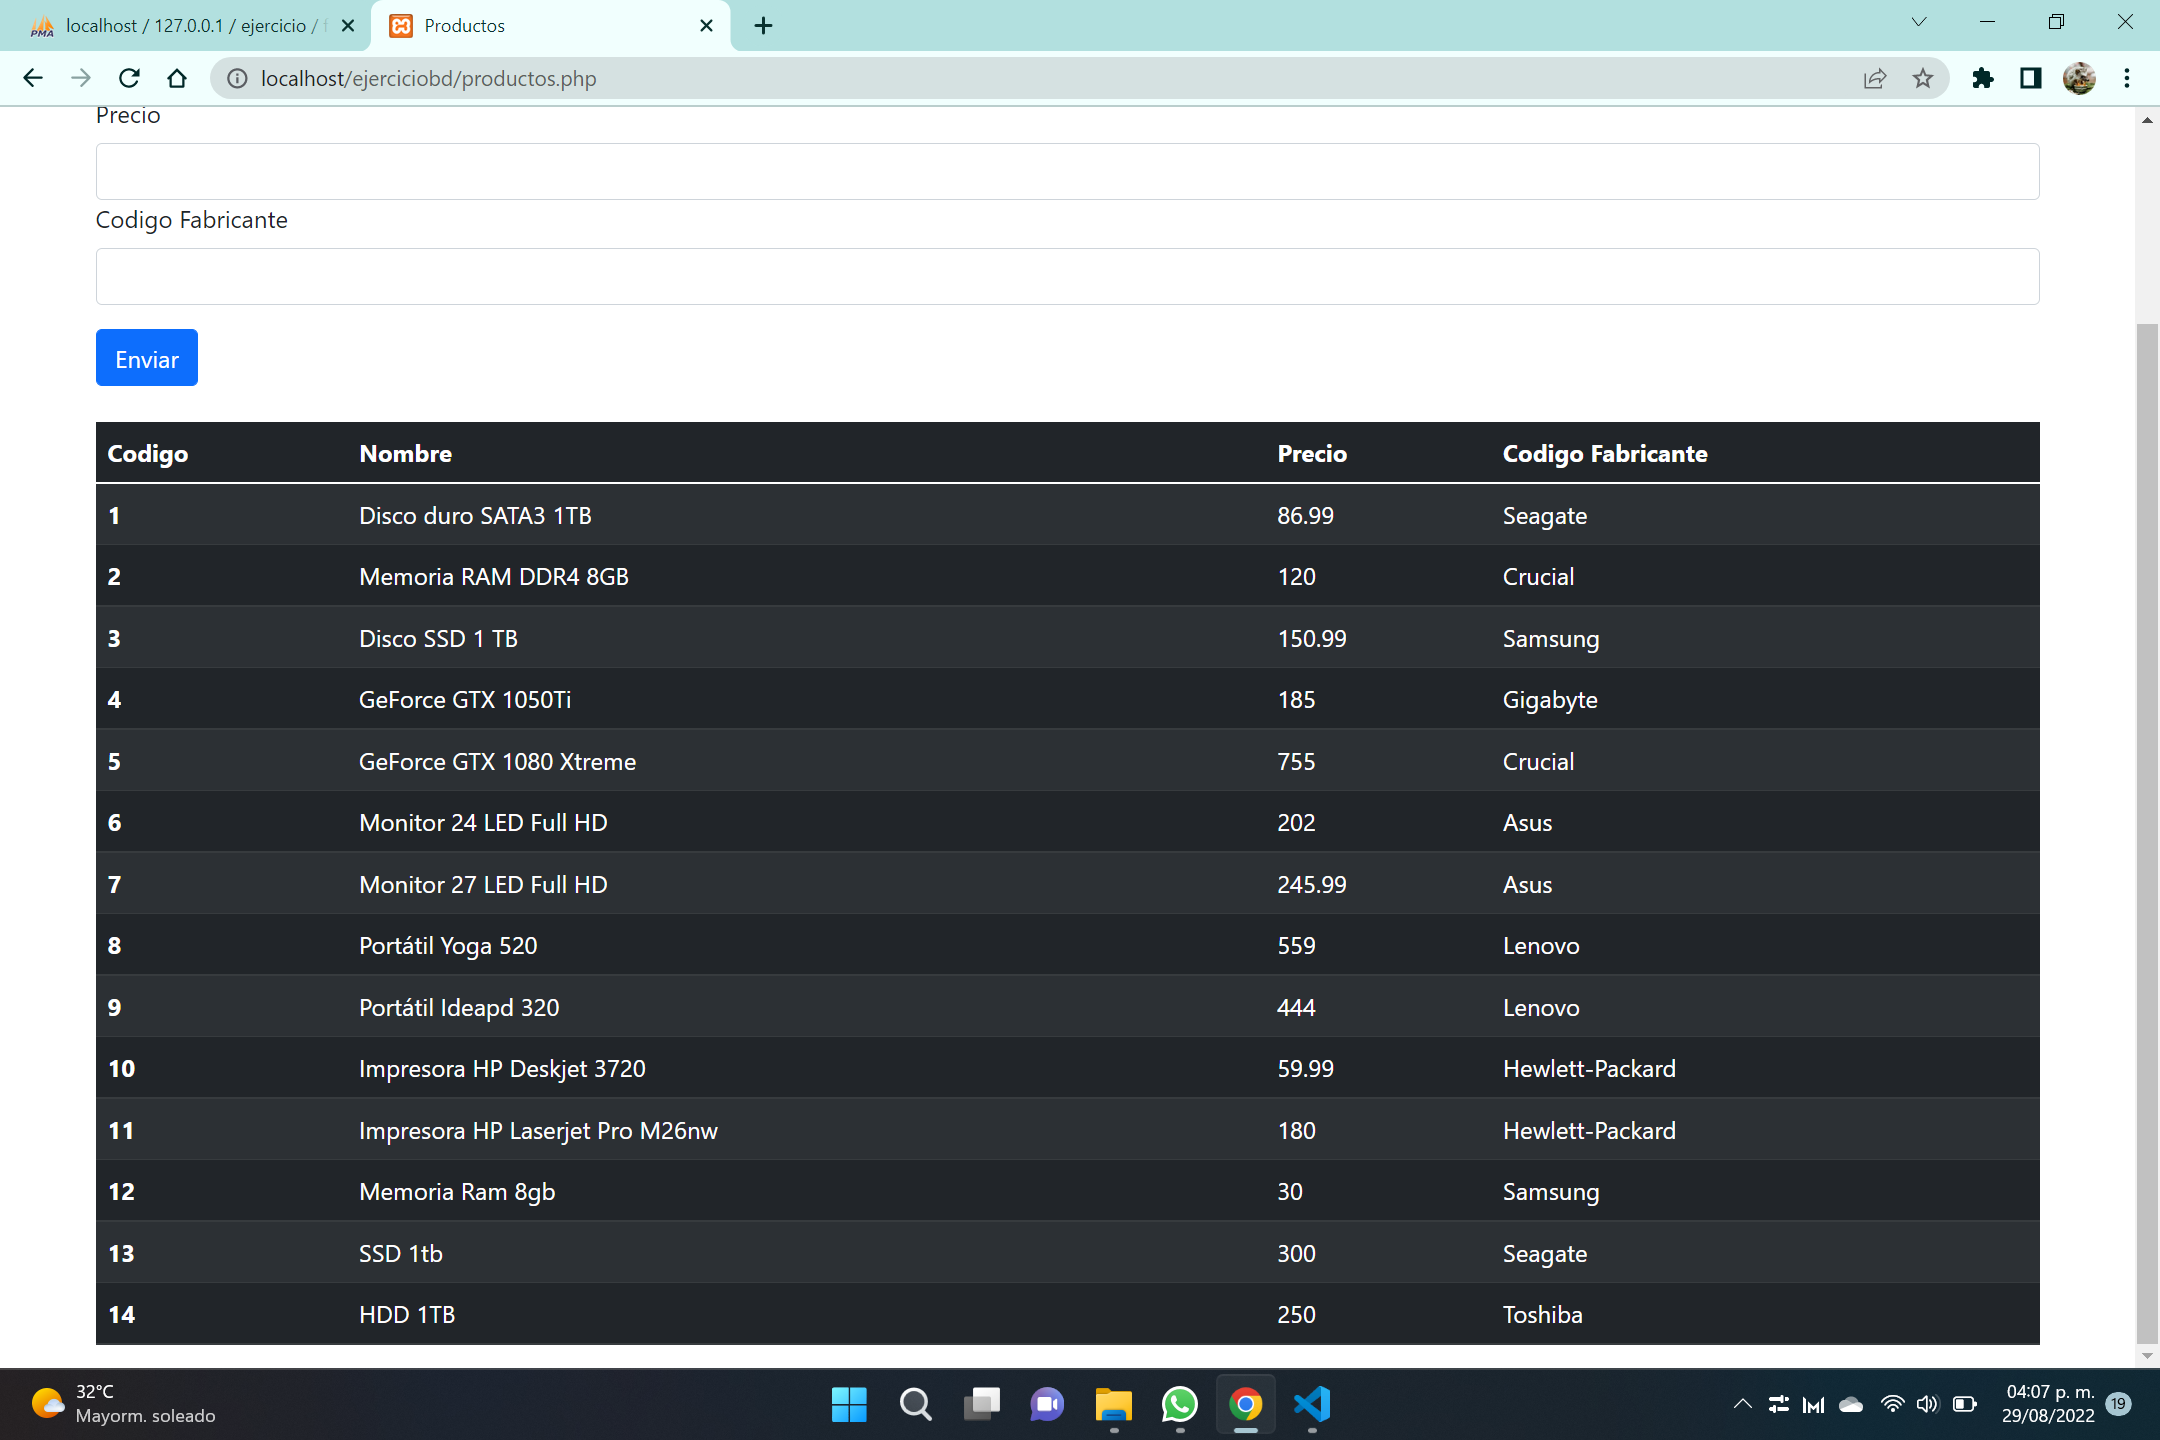 localhost / 127.0.0.1 / ejercicio /
Productos
localhost/ejerciciobd/productos.php
Precio
Codigo Fabricante
Enviar
Codigo Nombre Precio Codigo Fabricante
1 Disco duro SATA3 1TB 86.99 Seagate
2 Memoria RAM DDR4 8GB 120 Crucial
3 Disco SSD 1 TB 150.99 Samsung
4 GeForce GTX 1050Ti 185 Gigabyte
5 GeForce GTX 1080 Xtreme 755 Crucial
6 Monitor 24 LED Full HD 202 Asus
7 Monitor 27 LED Full HD 245.99 Asus
8 Portátil Yoga 520 559 Lenovo
9 Portátil Ideapd 320 444 Lenovo
10 Impresora HP Deskjet 3720 59.99 Hewlett-Packard
11 Impresora HP Laserjet Pro M26nw 180 Hewlett-Packard
12 Memoria Ram 8gb 30 Samsung
13 SSD 1tb 300 Seagate
14 HDD 1TB 250 Toshiba
32°C
Mayorm. soleado
04:07 p. m.
29/08/2022
19